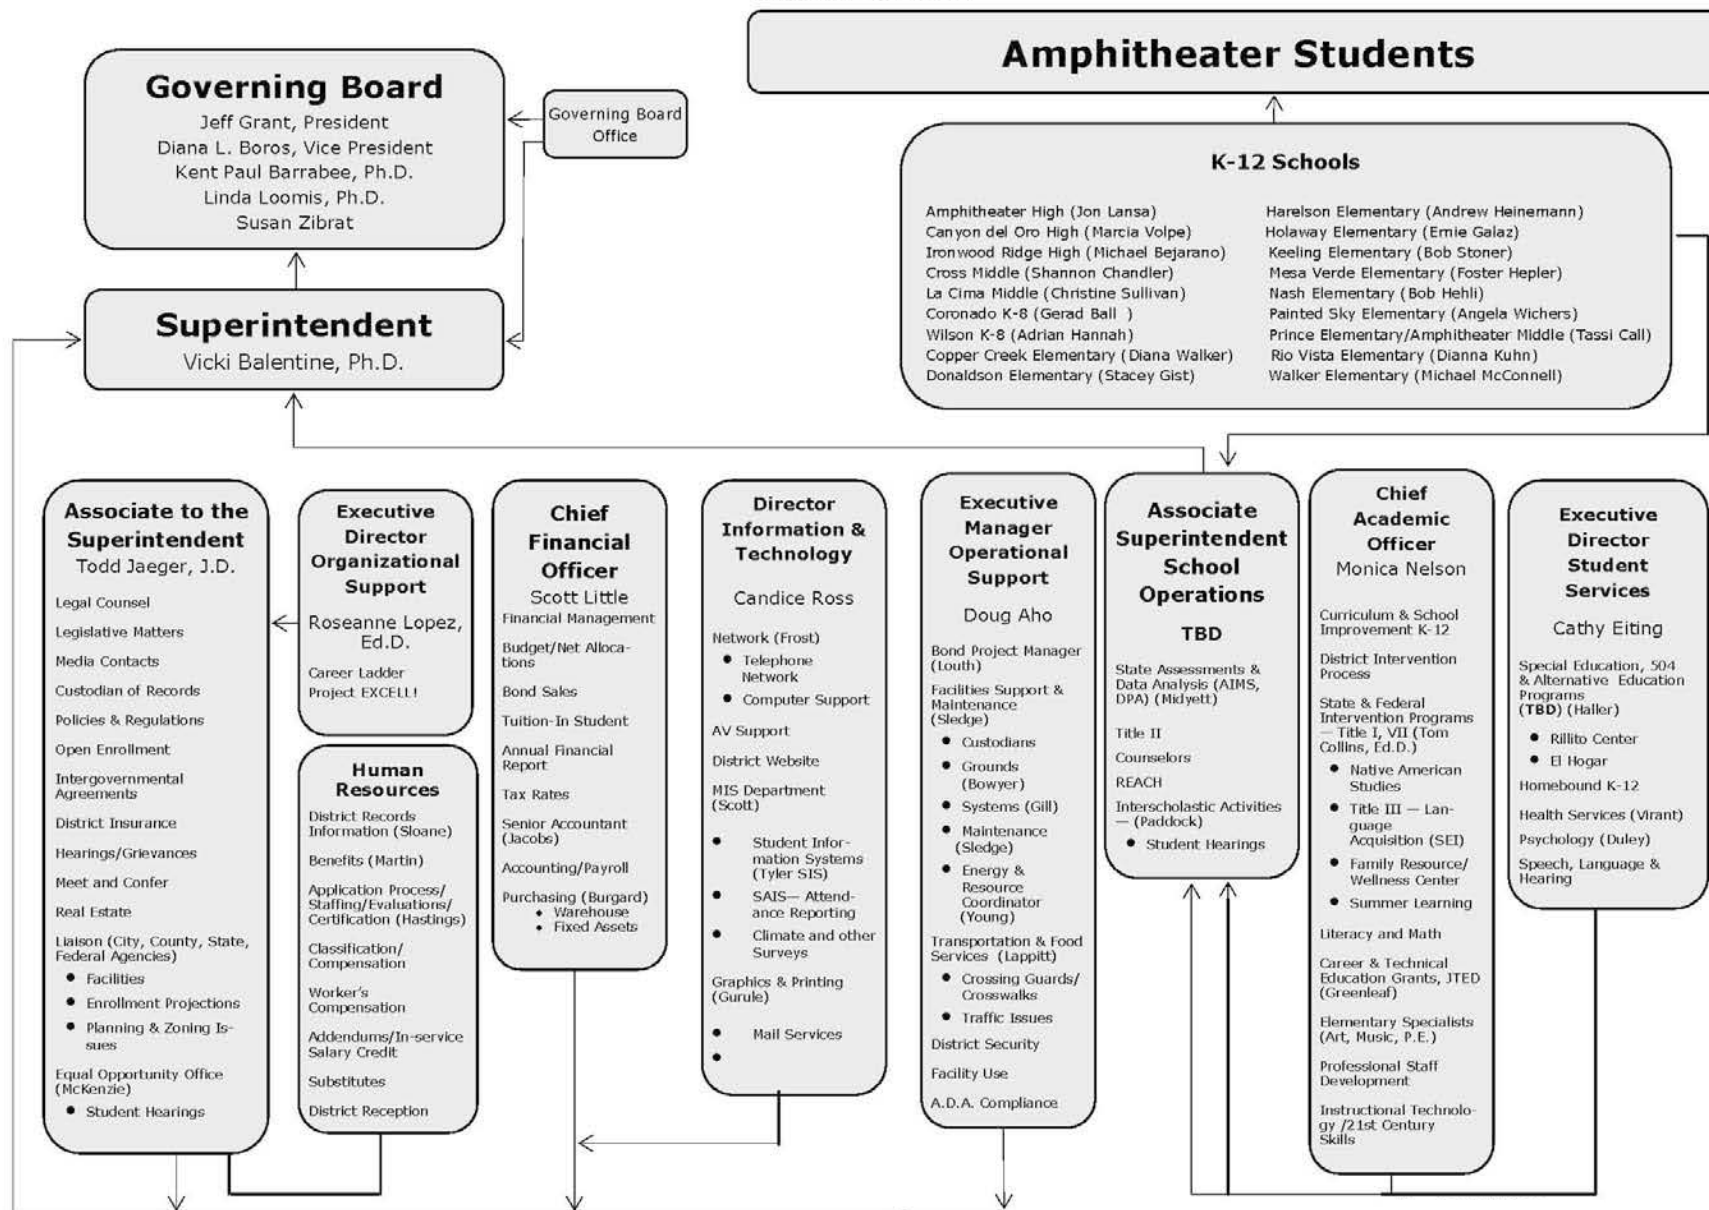 Amphitheater Students
Governing Board
Jeff Grant, President
Diana L. Boros, Vice President
Kent Paul Barrabee, Ph.D.
Linda Loomis, Ph.D.
Susan Zibrat
Governing Board
Office
Superintendent
Vicki Balentine, Ph.D.
K-12 Schools
Amphitheater High (Jon Lansa)
Canyon del Oro High (Marcia Volpe)
Ironwood Ridge High (Michael Bejarano)
Cross Middle (Shannon Chandler)
La Cima Middle (Christine Sullivan)
Coronado K-8 (Gerad Ball )
Wilson K-8 (Adrian Hannah)
Copper Creek Elementary (Diana Walker)
Donaldson Elementary (Stacey Gist)
Harelson Elementary (Andrew Heinemann)
Holaway Elementary (Ernie Galaz)
Keeling Elementary (Bob Stoner)
Mesa Verde Elementary (Foster Hepler)
Nash Elementary (Bob Hehli)
Painted Sky Elementary (Angela Wichers)
Prince Elementary/Amphitheater Middle (Tassi Call)
Rio Vista Elementary (Dianna Kuhn)
Walker Elementary (Michael McConnell)
Associate to the
Superintendent
Todd Jaeger, J.D.
Legal Counsel
Legislative Matters
Media Contacts
Custodian of Records
Policies & Regulations
Open Enrollment
Intergovernmental
Agreements
District Insurance
Hearings/Grievances
Meet and Confer
Real Estate
Liaison (City, County, State,
Federal Agencies)
● Facilities
● Enrollment Projections
● Planning & Zoning Is-
sues
Equal Opportunity Office
(McKenzie)
● Student Hearings
Executive
Director
Organizational
Support
Roseanne Lopez,
Ed.D.
Career Ladder
Project EXCELL!
Human
Resources
District Records
Information (Sloane)
Benefits (Martin)
Application Process/
Staffing/Evaluations/
Certification (Hastings)
Classification/
Compensation
Worker's
Compensation
Addendums/In-service
Salary Credit
Substitutes
District Reception
Chief
Financial
Officer
Scott Little
Financial Management
Budget/Net Alloca-
tions
Bond Sales
Tuition-In Student
Annual Financial
Report
Tax Rates
Senior Accountant
(Jacobs)
Accounting/Payroll
Purchasing (Burgard)
◆ Warehouse
◆ Fixed Assets
Director
Information &
Technology
Candice Ross
Network (Frost)
● Telephone
Network
● Computer Support
AV Support
District Website
MIS Department
(Scott)
● Student Infor-
mation Systems
(Tyler SIS)
● SAIS— Attend-
ance Reporting
● Climate and other
Surveys
Graphics & Printing
(Gurule)
● Mail Services
●
Executive
Manager
Operational
Support
Doug Aho
Bond Project Manager
(Louth)
Facilities Support &
Maintenance
(Sledge)
● Custodians
● Grounds
(Bowyer)
● Systems (Gill)
● Maintenance
(Sledge)
● Energy &
Resource
Coordinator
(Young)
Transportation & Food
Services (Lappitt)
● Crossing Guards/
Crosswalks
● Traffic Issues
District Security
Facility Use
A.D.A. Compliance
Associate
Superintendent
School
Operations
TBD
State Assessments &
Data Analysis (AIMS,
DPA) (Midyett)
Title II
Counselors
REACH
Interscholastic Activities
— (Paddock)
● Student Hearings
Chief
Academic
Officer
Monica Nelson
Curriculum & School
Improvement K-12
District Intervention
Process
State & Federal
Intervention Programs
— Title I, VII (Tom
Collins, Ed.D.)
● Native American
Studies
● Title III — Lan-
guage
Acquisition (SEI)
● Family Resource/
Wellness Center
● Summer Learning
Literacy and Math
Career & Technical
Education Grants, JTED
(Greenleaf)
Elementary Specialists
(Art, Music, P.E.)
Professional Staff
Development
Instructional Technolo-
gy /21st Century
Skills
Executive
Director
Student
Services
Cathy Eiting
Special Education, 504
& Alternative Education
Programs
(TBD) (Haller)
● Rillito Center
● El Hogar
Homebound K-12
Health Services (Virant)
Psychology (Duley)
Speech, Language &
Hearing